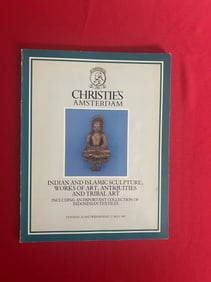 CHRISTIE'S
AMSTERDAM
INDIAN AND ISLAMIC SCULPTURE,
WORKS OF ART, ANTIQUITIES
AND TRIBAL ART
INCLUDING AN IMPORTANT COLLECTION OF
INDONESIAN TEXTILES